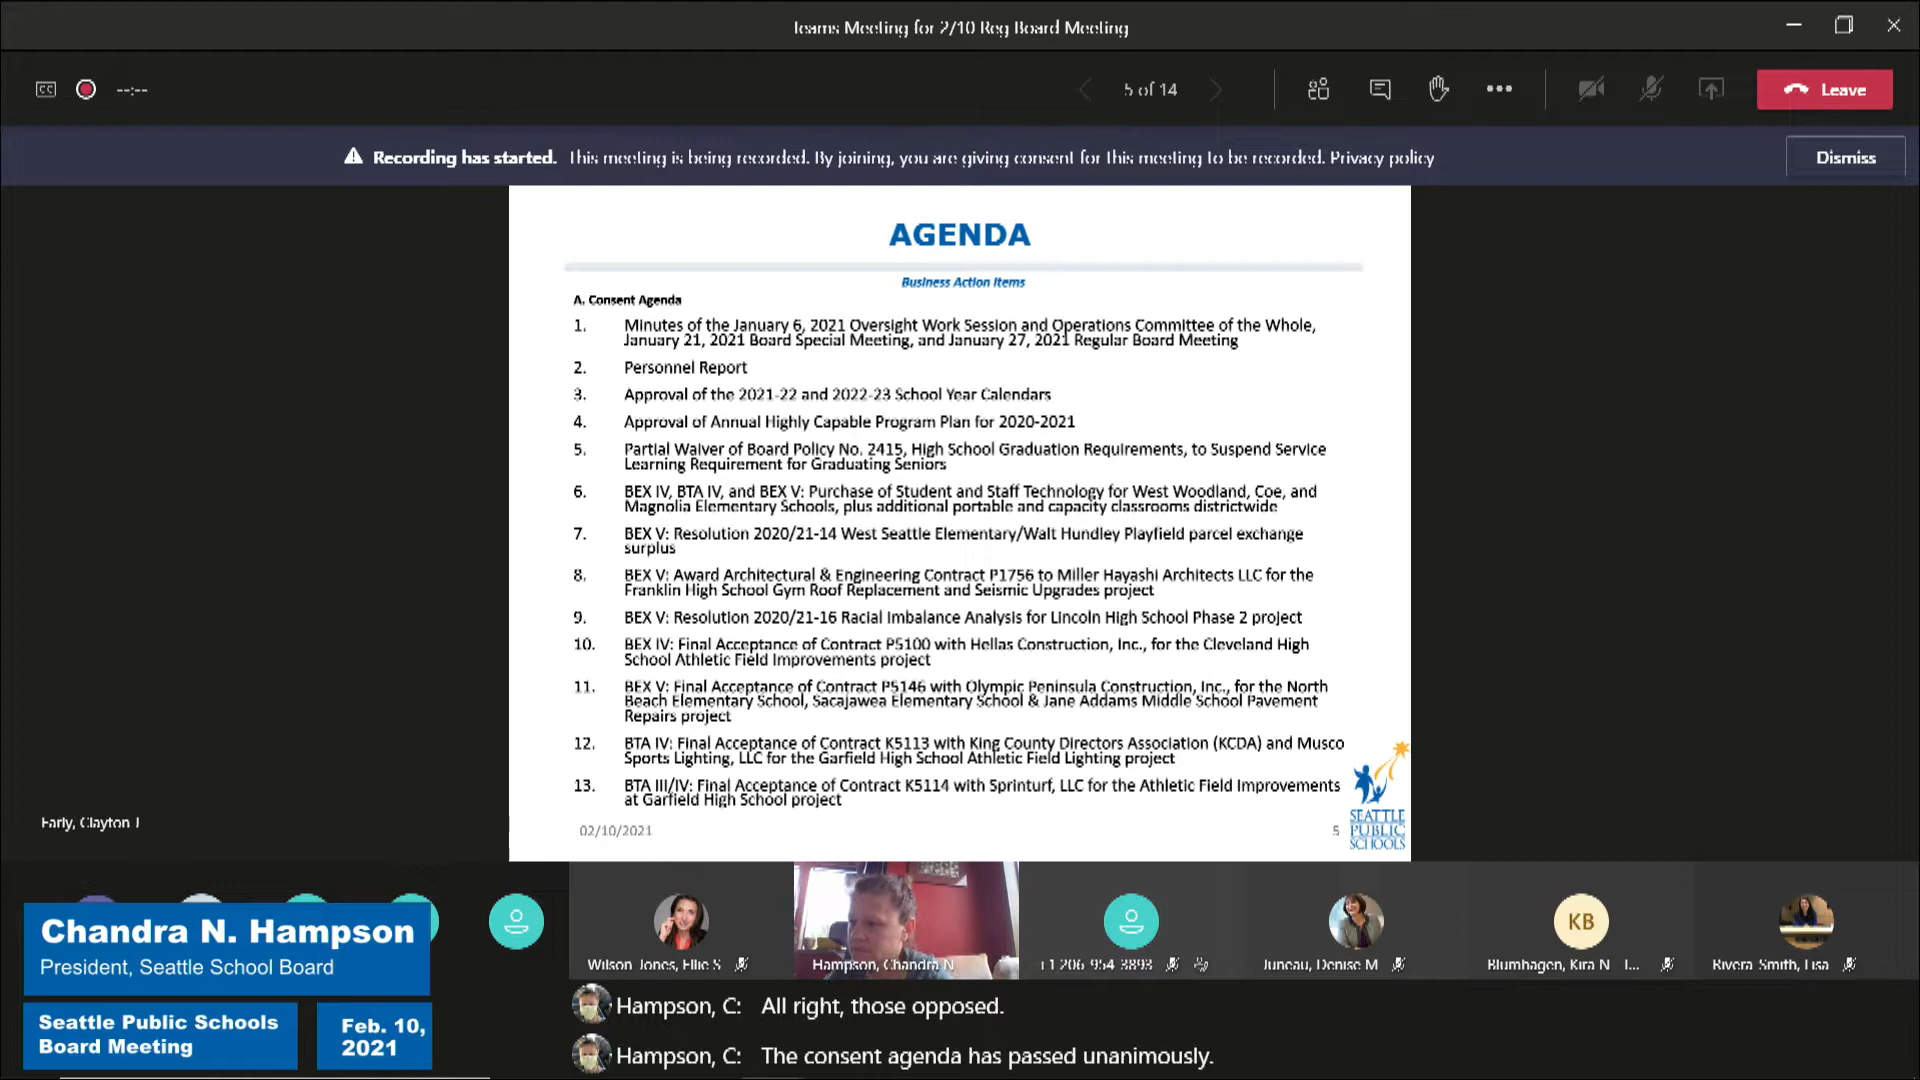 Teams Meeting for 2/10 Reg Board Meeting
CC
--:--
5 of 14
Leave
Recording has started. This meeting is being recorded. By joining, you are giving consent for this meeting to be recorded. Privacy policy
Dismiss
AGENDA
Business Action Items
A. Consent Agenda
1. Minutes of the January 6, 2021 Oversight Work Session and Operations Committee of the Whole,
January 21, 2021 Board Special Meeting, and January 27, 2021 Regular Board Meeting
2. Personnel Report
3. Approval of the 2021-22 and 2022-23 School Year Calendars
4. Approval of Annual Highly Capable Program Plan for 2020-2021
5. Partial Waiver of Board Policy No. 2415, High School Graduation Requirements, to Suspend Service
Learning Requirement for Graduating Seniors
6. BEX IV, BTA IV, and BEX V: Purchase of Student and Staff Technology for West Woodland, Coe, and
Magnolia Elementary Schools, plus additional portable and capacity classrooms districtwide
7. BEX V: Resolution 2020/21-14 West Seattle Elementary/Walt Hundley Playfield parcel exchange
surplus
8. BEX V: Award Architectural & Engineering Contract P1756 to Miller Hayashi Architects LLC for the
Franklin High School Gym Roof Replacement and Seismic Upgrades project
9. BEX V: Resolution 2020/21-16 Racial Imbalance Analysis for Lincoln High School Phase 2 project
10. BEX IV: Final Acceptance of Contract P5100 with Hellas Construction, Inc., for the Cleveland High
School Athletic Field Improvements project
11. BEX V: Final Acceptance of Contract P5146 with Olympic Peninsula Construction, Inc., for the North
Beach Elementary School, Sacajawea Elementary School & Jane Addams Middle School Pavement
Repairs project
12. BTA IV: Final Acceptance of Contract K5113 with King County Directors Association (KCDA) and Musco
Sports Lighting, LLC for the Garfield High School Athletic Field Lighting project
13. BTA III/IV: Final Acceptance of Contract K5114 with Sprinturf, LLC for the Athletic Field Improvements
at Garfield High School project
02/10/2021
5
SEATTLE
PUBLIC
SCHOOLS
Early, Clayton J
KB
Wilson Jones, Ellie S
Hampson, Chandra N
+1 206-954-3893
Juneau, Denise M
Blumhagen, Kira N I...
Rivera-Smith, Lisa
Chandra N. Hampson
President, Seattle School Board
Seattle Public Schools
Board Meeting
Feb. 10,
2021
Hampson, C: All right, those opposed.
Hampson, C: The consent agenda has passed unanimously.